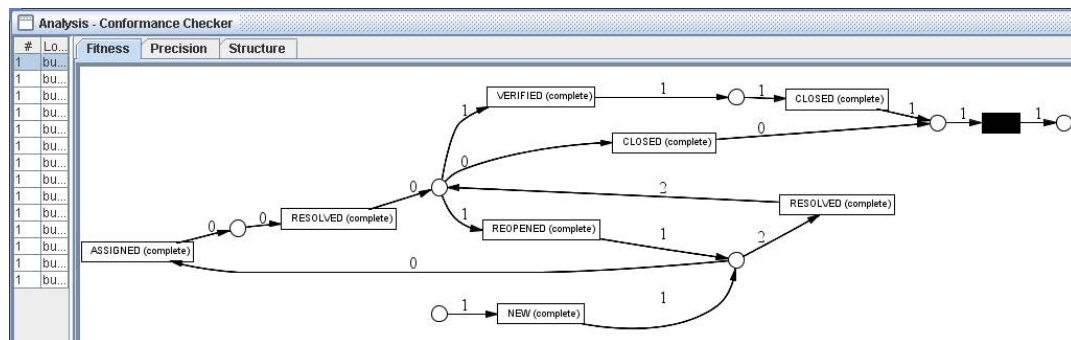 Analysis - Conformance Checker
# Lo...
Fitness Precision Structure
1 bu...
1 bu...
1 bu...
1 bu...
1 bu...
1 bu...
1 bu...
1 bu...
1 bu...
1 bu...
1 bu...
1 bu...
1 bu...
1 bu...
VERIFIED (complete) 1 1 CLOSED (complete)
1 1 1 1
CLOSED (complete) 0
0
0 2 RESOLVED (complete)
0 0 RESOLVED (complete)
1 REOPENED (complete) 1
2
ASSIGNED (complete)
0
1 NEW (complete) 1